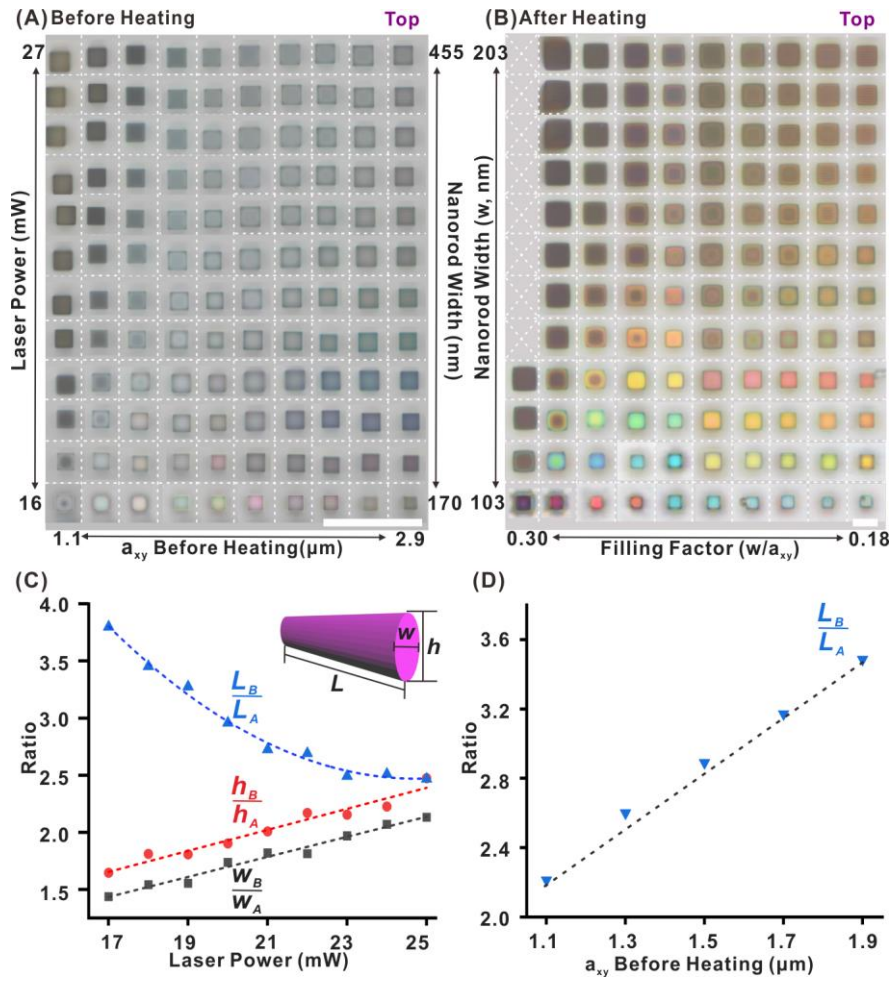 (A) Before Heating Top
27
Laser Power (mW)
16
455
Nanorod Width (nm)
170
1.1 a_xy Before Heating(μm) 2.9
(B) After Heating Top
203
Nanorod Width (w, nm)
103
0.30 Filling Factor (w/a_xy) 0.18
(C)
Ratio
4.0
3.5
3.0
2.5
2.0
1.5
L_B
L_A
h_B
h_A
w_B
w_A
w
h
L
17 19 21 23 25
Laser Power (mW)
(D)
Ratio
3.6
3.2
2.8
2.4
2.0
L_B
L_A
1.1 1.3 1.5 1.7 1.9
a_xy Before Heating (μm)